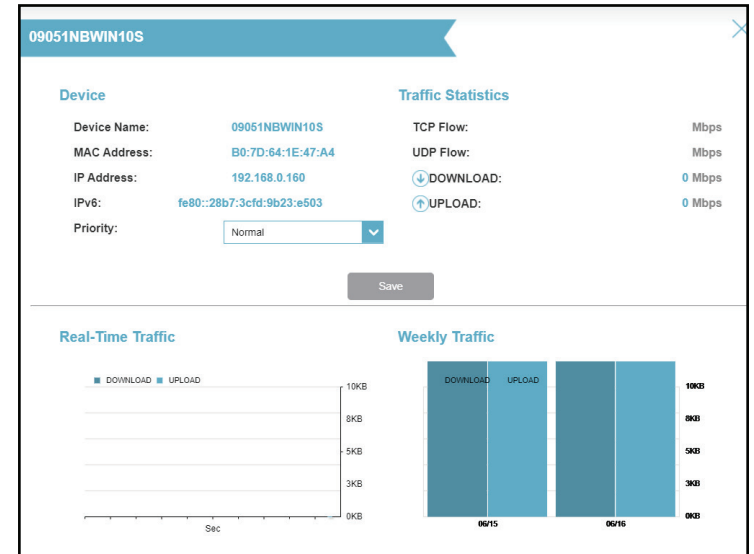 09051NBWIN10S
Device
Device Name: 09051NBWIN10S
MAC Address: B0:7D:64:1E:47:A4
IP Address: 192.168.0.160
IPv6: fe80::28b7:3cfd:9b23:e503
Priority: Normal
Traffic Statistics
TCP Flow: Mbps
UDP Flow: Mbps
DOWNLOAD: 0 Mbps
UPLOAD: 0 Mbps
Save
Real-Time Traffic
DOWNLOAD UPLOAD
10KB
8KB
5KB
3KB
0KB
Sec
Weekly Traffic
DOWNLOAD UPLOAD
10KB
8KB
5KB
3KB
0KB
06/15 06/16